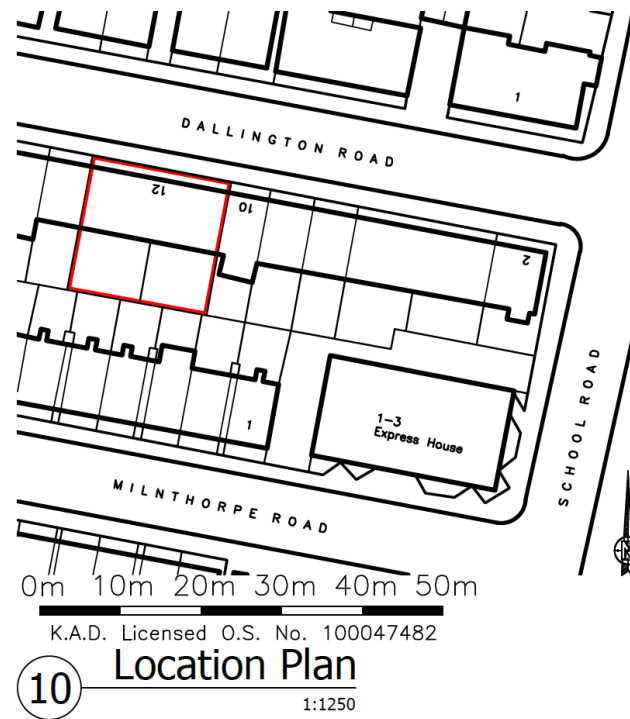 1
DALLINGTON ROAD
12
10
2
1-3
Express House
1
SCHOOL ROAD
MILNTHORPE ROAD
0m 10m 20m 30m 40m 50m
K.A.D. Licensed O.S. No. 100047482
10 Location Plan
1:1250